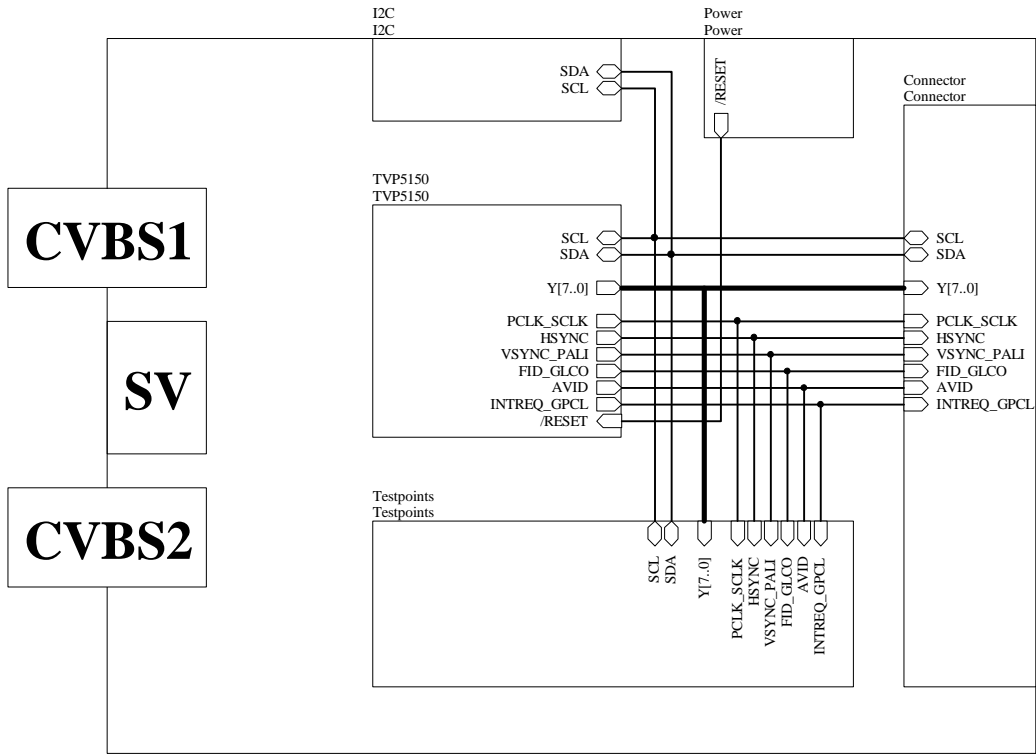 I2C
I2C
SDA
SCL
Power
Power
/RESET
Connector
Connector
SCL
SDA
Y[7..0]
PCLK_SCLK
HSYNC
VSYNC_PALI
FID_GLCO
AVID
INTREQ_GPCL
CVBS1
SV
CVBS2
TVP5150
TVP5150
SCL
SDA
Y[7..0]
PCLK_SCLK
HSYNC
VSYNC_PALI
FID_GLCO
AVID
INTREQ_GPCL
/RESET
Testpoints
Testpoints
SCL
SDA
Y[7..0]
PCLK_SCLK
HSYNC
VSYNC_PALI
FID_GLCO
AVID
INTREQ_GPCL